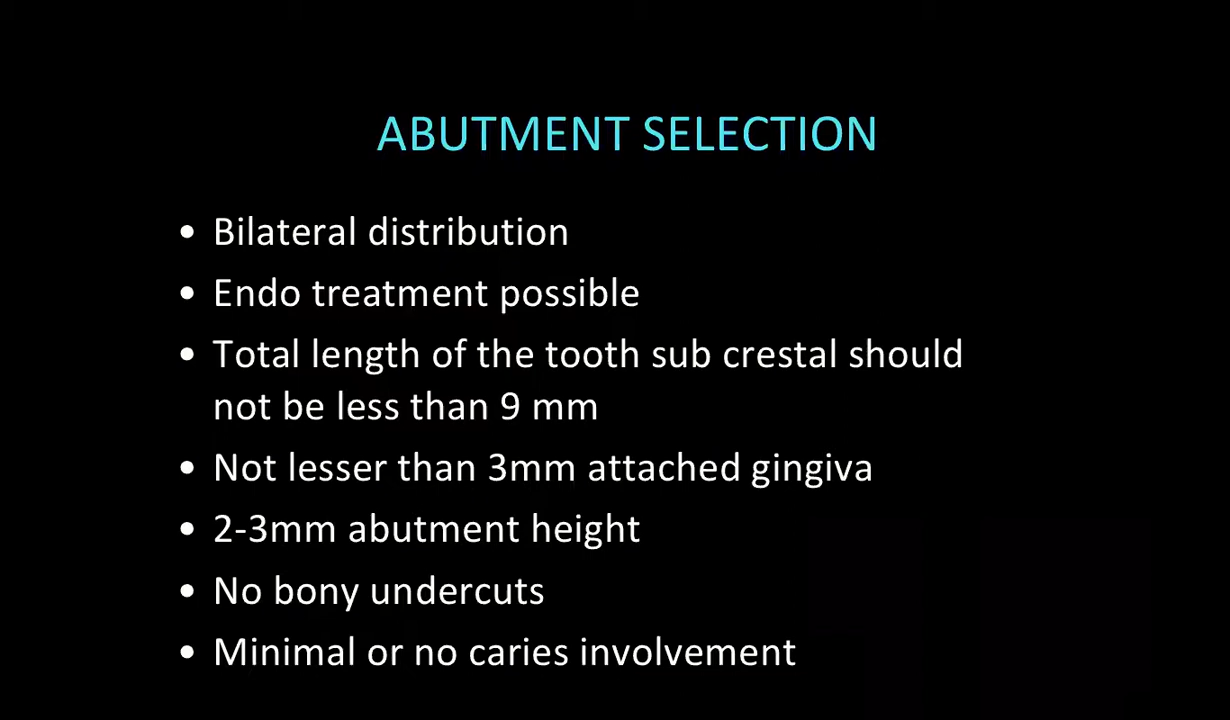 ABUTMENT SELECTION
• Bilateral distribution
• Endo treatment possible
• Total length of the tooth sub crestal should
not be less than 9 mm
• Not lesser than 3mm attached gingiva
• 2-3mm abutment height
• No bony undercuts
• Minimal or no caries involvement